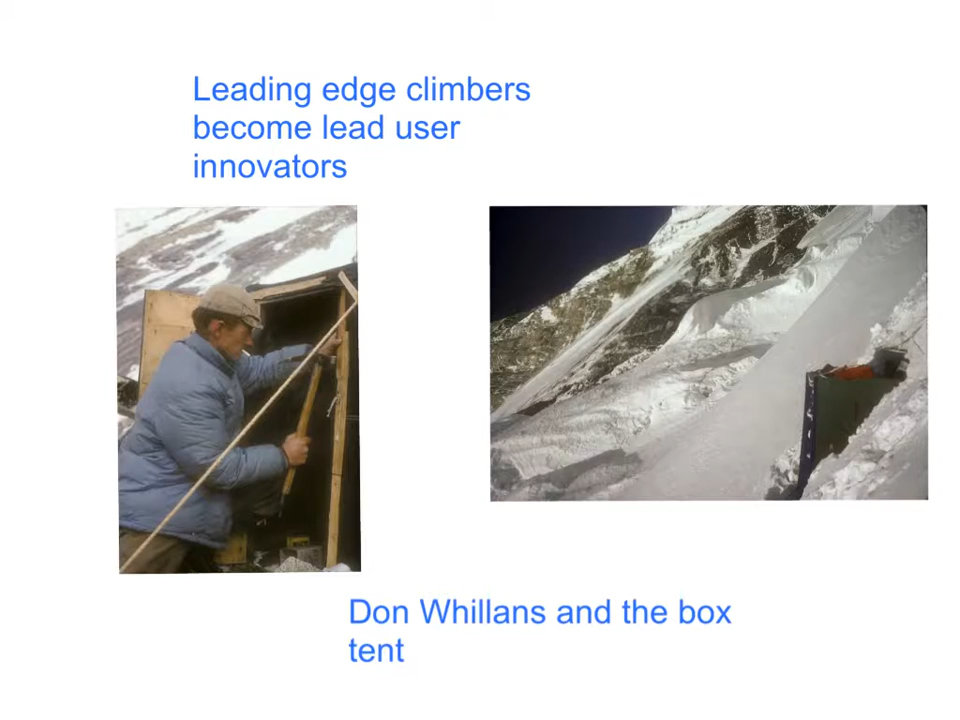 Leading edge climbers
become lead user
innovators
Don Whillans and the box
tent